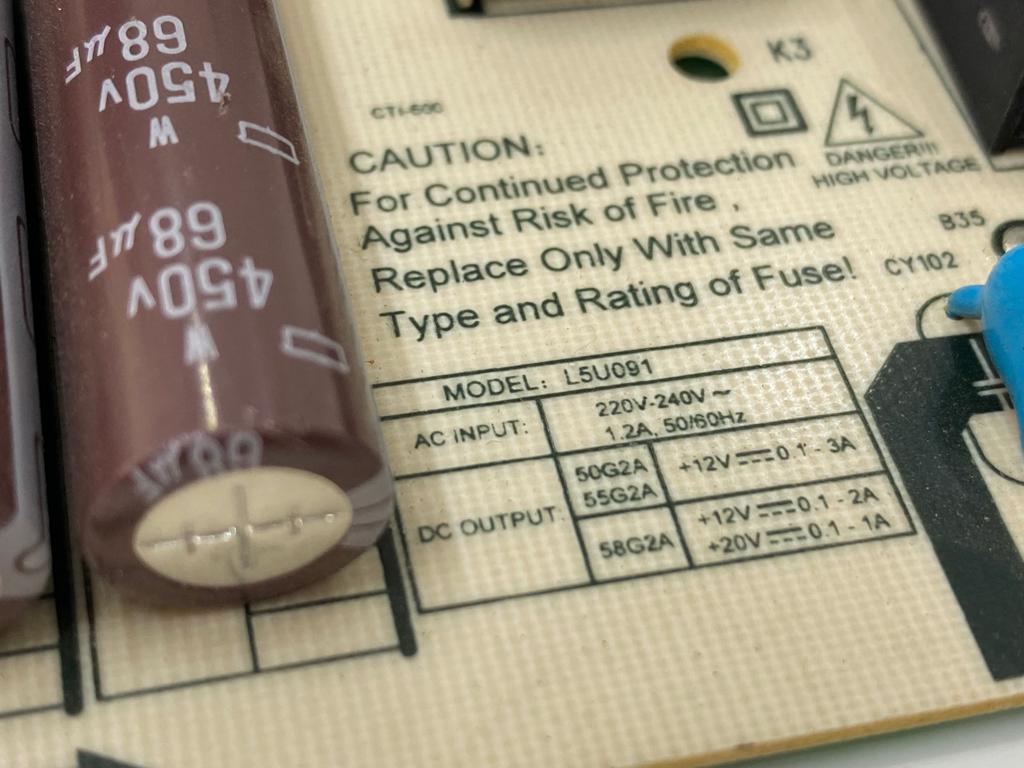 68µF
450V
W
68µF
450V
W
68µF
K3
CTI-600
DANGER!!!
HIGH VOLTAGE
CAUTION:
For Continued Protection
Against Risk of Fire ,
Replace Only With Same
Type and Rating of Fuse!
B35
CY102
MODEL: L5U091
AC INPUT:
220V-240V ~
1.2A, 50/60Hz
DC OUTPUT:
50G2A
55G2A
+12V ⎓ 0.1 - 3A
58G2A
+12V ⎓ 0.1 - 2A
+20V ⎓ 0.1 - 1A